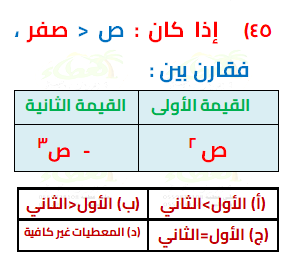 ٤٥) إذا كان : ص > صفر ،
فقارن بين :
القيمة الأولى	القيمة الثانية
ص ٢	- ص٣
(أ) الأول<الثاني	(ب) الأول>الثاني
(ج) الأول=الثاني	(د) المعطيات غير كافية